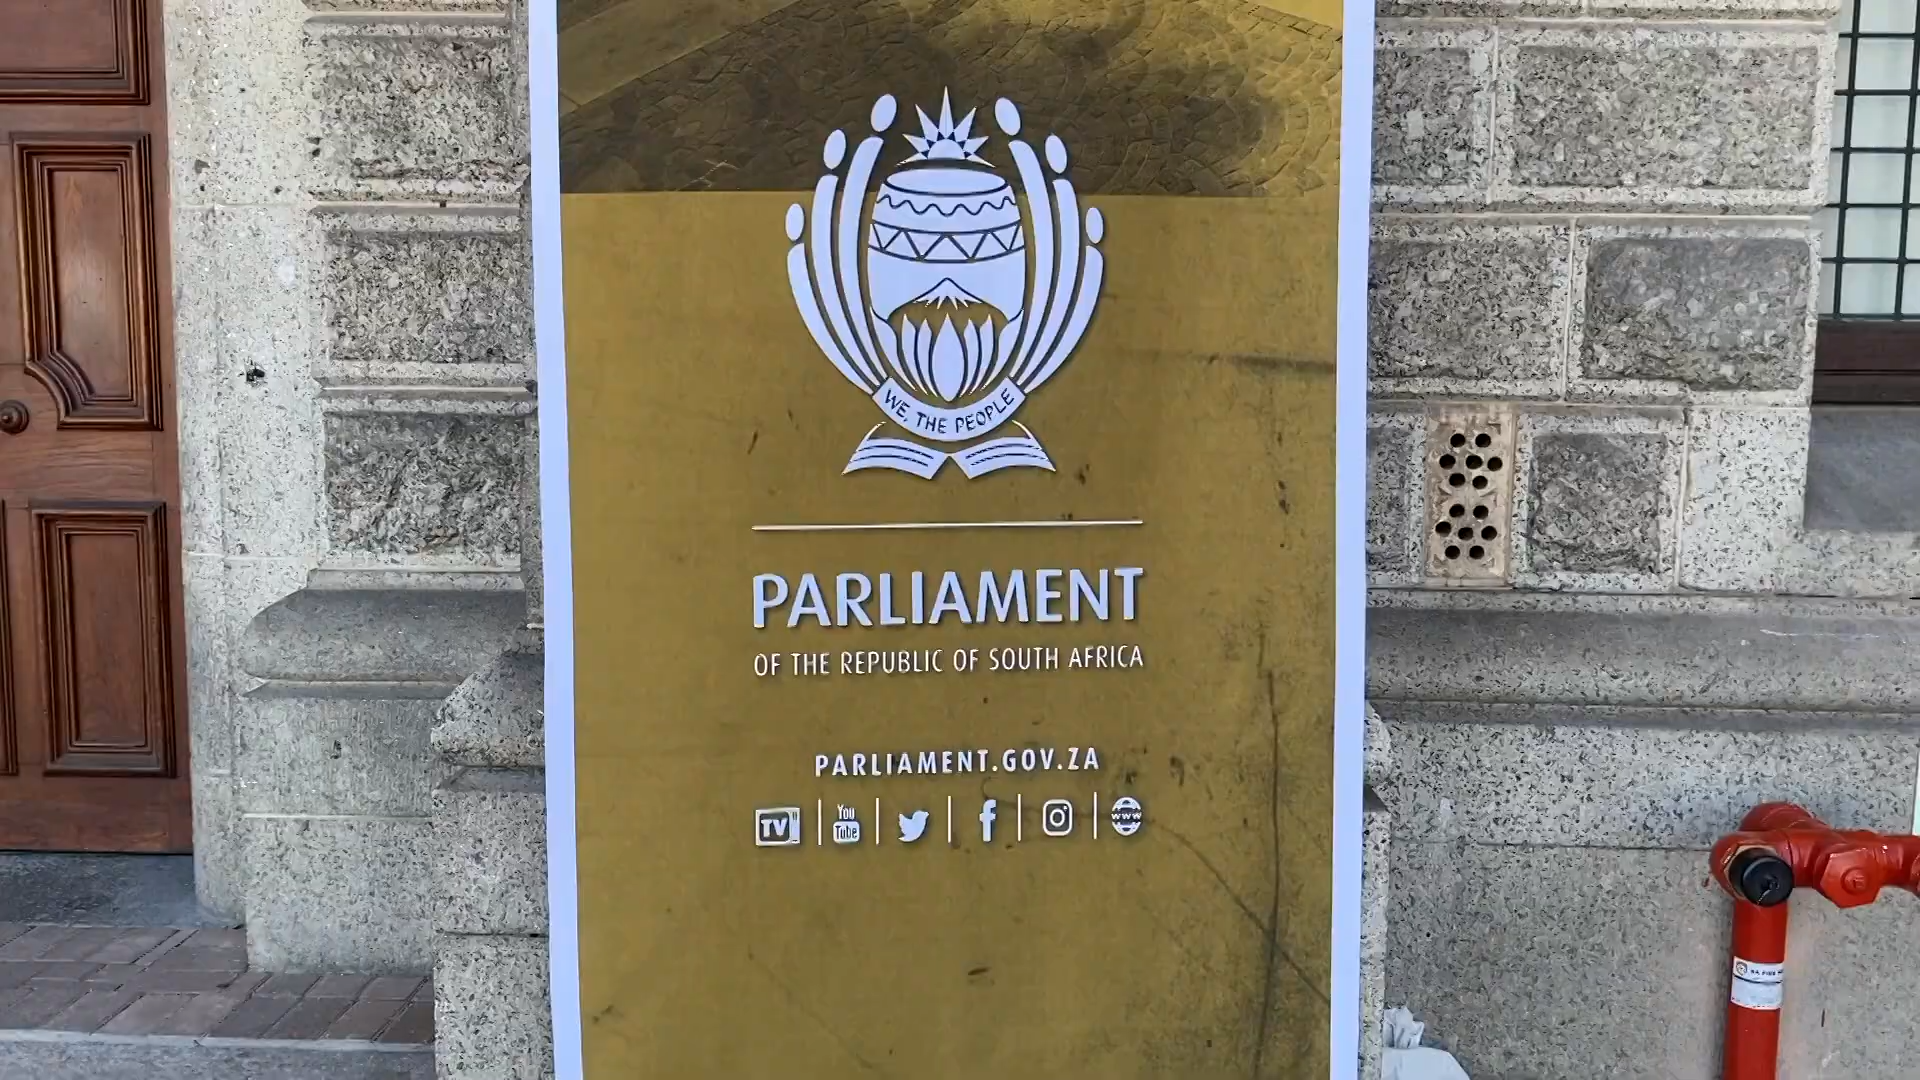 WE, THE PEOPLE
PARLIAMENT
OF THE REPUBLIC OF SOUTH AFRICA
PARLIAMENT.GOV.ZA
TV
You
Tube
www